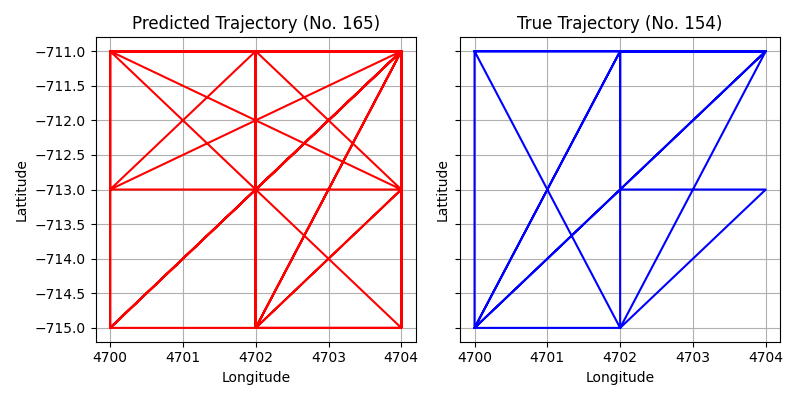 Predicted Trajectory (No. 165)
True Trajectory (No. 154)
−711.0
−711.5
−712.0
−712.5
−713.0
−713.5
−714.0
−714.5
−715.0
Lattitude
Lattitude
4700 4701 4702 4703 4704
4700 4701 4702 4703 4704
Longitude
Longitude